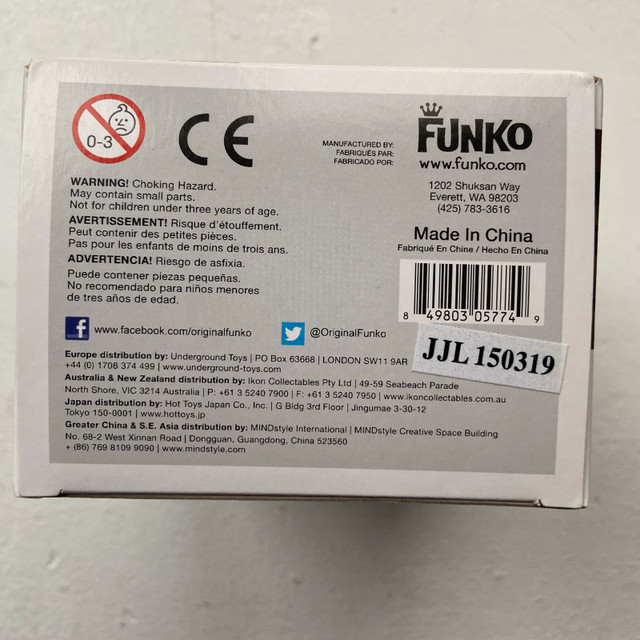 0-3
CE
MANUFACTURED BY:
FABRIQUÉS PAR:
FABRICADO POR:
FUNKO
www.funko.com
1202 Shuksan Way
Everett, WA 98203
(425) 783-3616
Made In China
Fabriqué En Chine / Hecho En China
8 49803 05774 9
JJL 150319
WARNING! Choking Hazard.
May contain small parts.
Not for children under three years of age.
AVERTISSEMENT! Risque d'étouffement.
Peut contenir des petites pièces.
Pas pour les enfants de moins de trois ans.
ADVERTENCIA! Riesgo de asfixia.
Puede contener piezas pequeñas.
No recomendado para niños menores
de tres años de edad.
f www.facebook.com/originalfunko
@OriginalFunko
Europe distribution by: Underground Toys | PO Box 63668 | LONDON SW11 9AR
+44 (0) 1708 374 499 | www.underground-toys.com
Australia & New Zealand distribution by: Ikon Collectables Pty Ltd | 49-59 Seabeach Parade
North Shore, VIC 3214 Australia | P: +61 3 5240 7900 | F: +61 3 5240 7950 | www.ikoncollectables.com.au
Japan distribution by: Hot Toys Japan Co., Inc. | G Bldg 3rd Floor | Jingumae 3-30-12
Tokyo 150-0001 | www.hottoys.jp
Greater China & S.E. Asia distribution by: MINDstyle International | MINDstyle Creative Space Building
No. 68-2 West Xinnan Road | Dongguan, Guangdong, China 523560
+ (86) 769 8109 9090 | www.mindstyle.com